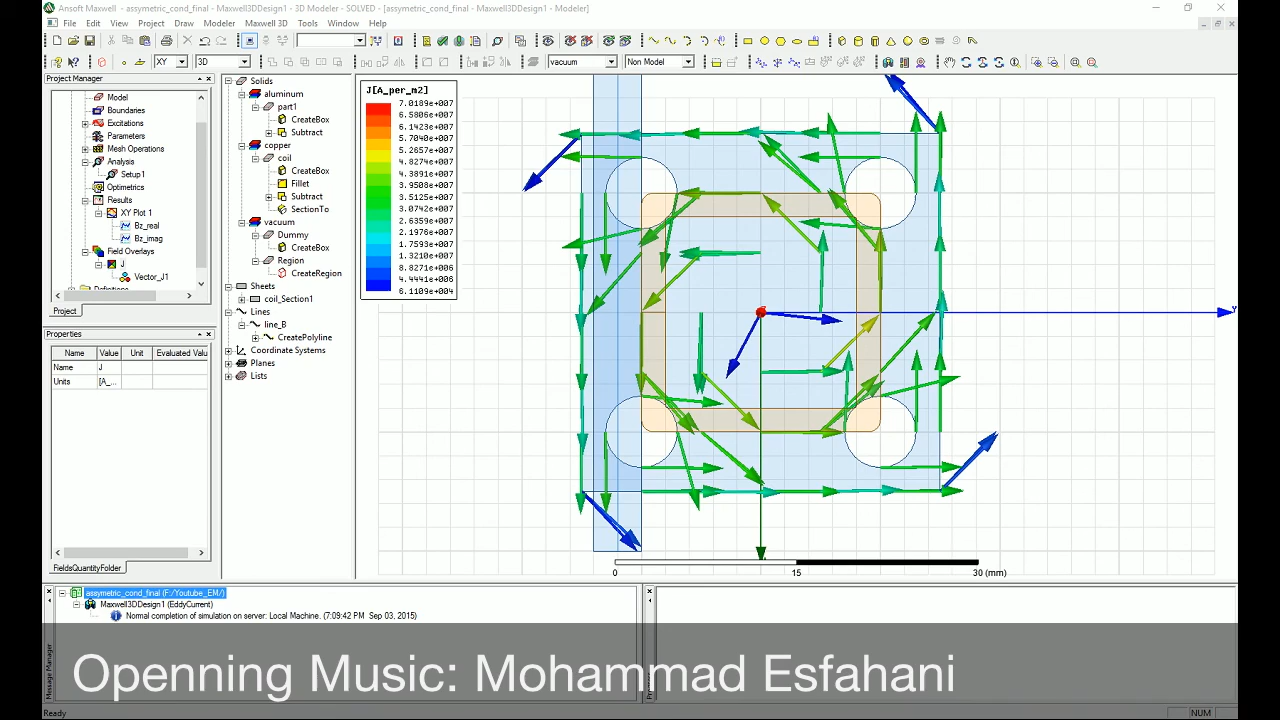 Ansoft Maxwell - assymetric_cond_final - Maxwell3DDesign1 - 3D Modeler - SOLVED - [assymetric_cond_final - Maxwell3DDesign1 - Modeler]
File Edit View Project Draw Modeler Maxwell 3D Tools Window Help
XY 3D vacuum Non Model
Project Manager
Model
Boundaries
Excitations
Parameters
Mesh Operations
Analysis
Setup1
Optimetrics
Results
XY Plot 1
Bz_real
Bz_imag
Field Overlays
J
Vector_J1
Project
Properties
Name Value Unit Evaluated Valu
Name J
Units [A_...
FieldsQuantityFolder
Solids
aluminum
part1
CreateBox
Subtract
copper
coil
CreateBox
Fillet
Subtract
SectionTo
vacuum
Dummy
CreateBox
Region
CreateRegion
Sheets
coil_Section1
Lines
line_B
CreatePolyline
Coordinate Systems
Planes
Lists
J[A_per_m2]
7.0189e+007
6.5806e+007
6.1423e+007
5.7040e+007
5.2657e+007
4.8274e+007
4.3891e+007
3.9508e+007
3.5125e+007
3.0742e+007
2.6359e+007
2.1976e+007
1.7593e+007
1.3210e+007
8.8271e+006
4.4441e+006
6.1109e+004
Y
0 15 30 (mm)
assymetric_cond_final (F:/Youtube_EM/)
Maxwell3DDesign1 (EddyCurrent)
Normal completion of simulation on server: Local Machine. (7:09:42 PM Sep 03, 2015)
Message Manager
Openning Music: Mohammad Esfahani
Ready NUM